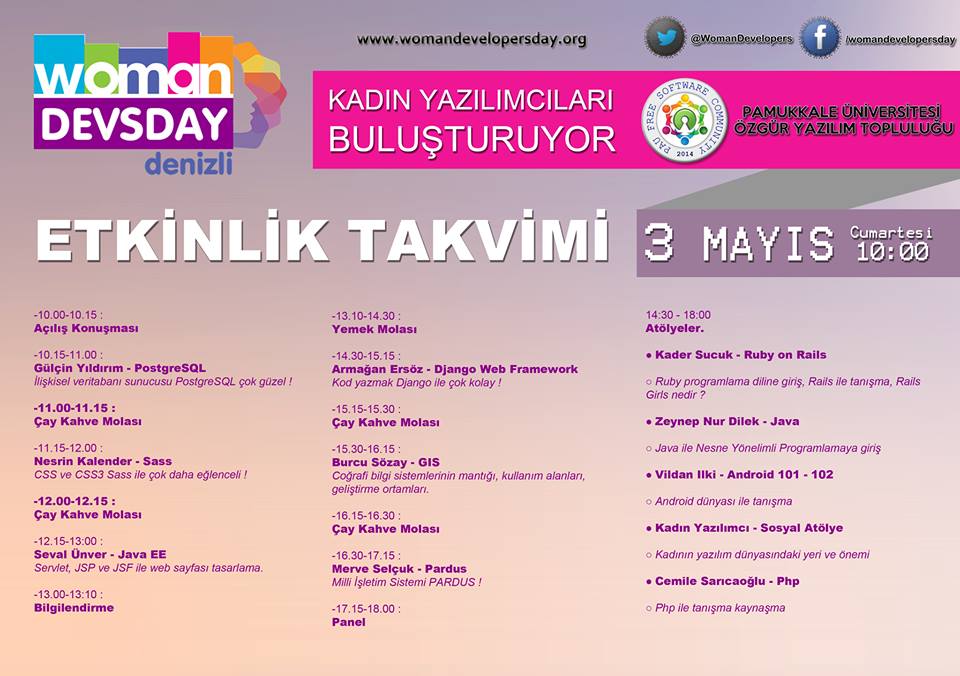 woman
DEVSDAY
denizli
www.womandevelopersday.org
@WomanDevelopers
/womandevelopersday
KADIN YAZILIMCILARI
BULUŞTURUYOR
PAU FREE SOFTWARE COMMUNITY
2014
PAMUKKALE ÜNİVERSİTESİ
ÖZGÜR YAZILIM TOPLULUĞU
ETKİNLİK TAKVİMİ
3 MAYIS
Cumartesi
10:00
-10.00-10.15 :
Açılış Konuşması
-10.15-11.00 :
Gülçin Yıldırım - PostgreSQL
İlişkisel veritabanı sunucusu PostgreSQL çok güzel !
-11.00-11.15 :
Çay Kahve Molası
-11.15-12.00 :
Nesrin Kalender - Sass
CSS ve CSS3 Sass ile çok daha eğlenceli !
-12.00-12.15 :
Çay Kahve Molası
-12.15-13:00 :
Seval Ünver - Java EE
Servlet, JSP ve JSF ile web sayfası tasarlama.
-13.00-13:10 :
Bilgilendirme
-13.10-14.30 :
Yemek Molası
-14.30-15.15 :
Armağan Ersöz - Django Web Framework
Kod yazmak Django ile çok kolay !
-15.15-15.30 :
Çay Kahve Molası
-15.30-16.15 :
Burcu Sözay - GIS
Coğrafi bilgi sistemlerinin mantığı, kullanım alanları,
geliştirme ortamları.
-16.15-16.30 :
Çay Kahve Molası
-16.30-17.15 :
Merve Selçuk - Pardus
Milli İşletim Sistemi PARDUS !
-17.15-18.00 :
Panel
14:30 - 18:00
Atölyeler.
● Kader Sucuk - Ruby on Rails
○ Ruby programlama diline giriş, Rails ile tanışma, Rails
Girls nedir ?
● Zeynep Nur Dilek - Java
○ Java ile Nesne Yönelimli Programlamaya giriş
● Vildan Ilki - Android 101 - 102
○ Android dünyası ile tanışma
● Kadın Yazılımcı - Sosyal Atölye
○ Kadının yazılım dünyasındaki yeri ve önemi
● Cemile Sarıcaoğlu - Php
○ Php ile tanışma kaynaşma